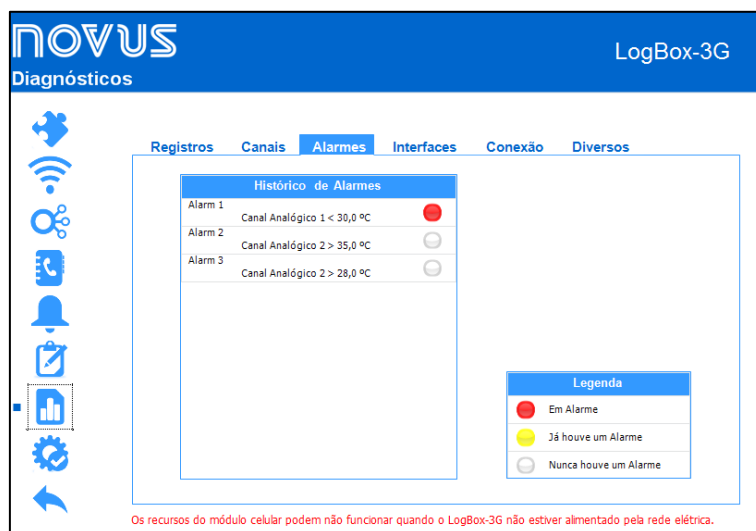 NOVUS
LogBox-3G
Diagnósticos
Registros Canais Alarmes Interfaces Conexão Diversos
Histórico de Alarmes
Alarm 1
Canal Analógico 1 < 30,0 ºC
Alarm 2
Canal Analógico 2 > 35,0 ºC
Alarm 3
Canal Analógico 2 > 28,0 ºC
Legenda
Em Alarme
Já houve um Alarme
Nunca houve um Alarme
Os recursos do módulo celular podem não funcionar quando o LogBox-3G não estiver alimentado pela rede elétrica.